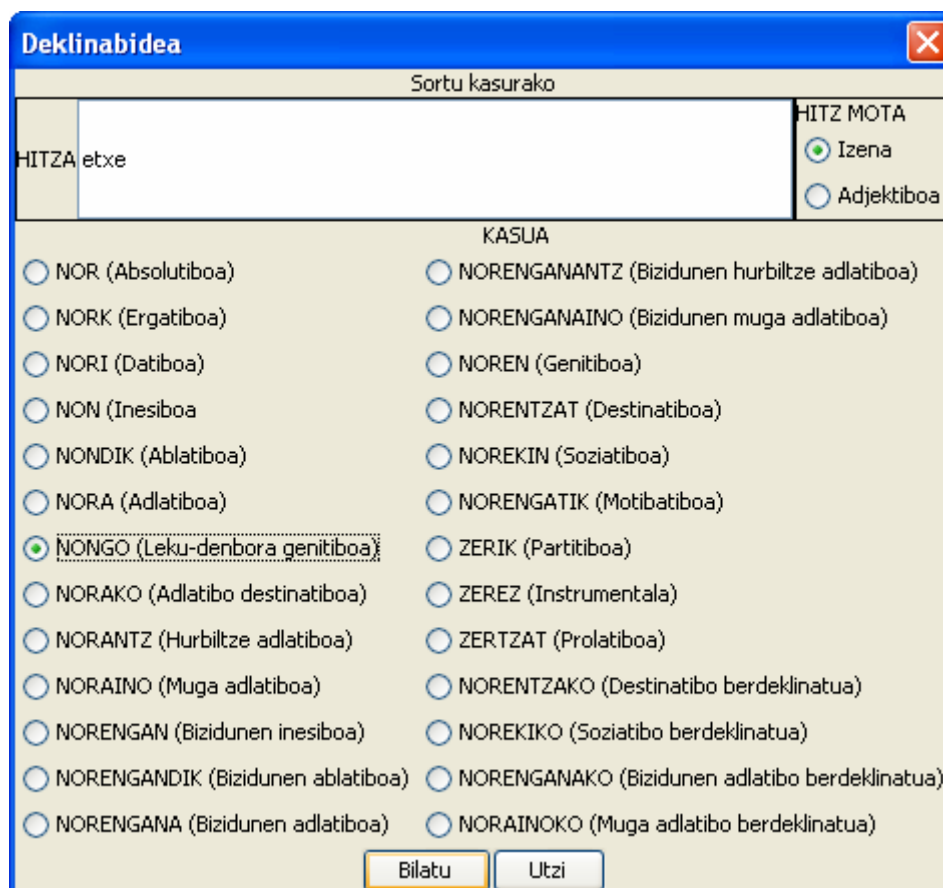 Deklinabidea
Sortu kasurako
HITZA etxe
HITZ MOTA
Izena
Adjektiboa
KASUA
NOR (Absolutiboa)
NORK (Ergatiboa)
NORI (Datiboa)
NON (Inesiboa
NONDIK (Ablatiboa)
NORA (Adlatiboa)
NONGO (Leku-denbora genitiboa)
NORAKO (Adlatibo destinatiboa)
NORANTZ (Hurbiltze adlatiboa)
NORAINO (Muga adlatiboa)
NORENGAN (Bizidunen inesiboa)
NORENGANDIK (Bizidunen ablatiboa)
NORENGANA (Bizidunen adlatiboa)
NORENGANANTZ (Bizidunen hurbiltze adlatiboa)
NORENGANAINO (Bizidunen muga adlatiboa)
NOREN (Genitiboa)
NORENTZAT (Destinatiboa)
NOREKIN (Soziatiboa)
NORENGATIK (Motibatiboa)
ZERIK (Partitiboa)
ZEREZ (Instrumentala)
ZERTZAT (Prolatiboa)
NORENTZAKO (Destinatibo berdeklinatua)
NOREKIKO (Soziatibo berdeklinatua)
NORENGANAKO (Bizidunen adlatibo berdeklinatua)
NORAINOKO (Muga adlatibo berdeklinatua)
Bilatu Utzi